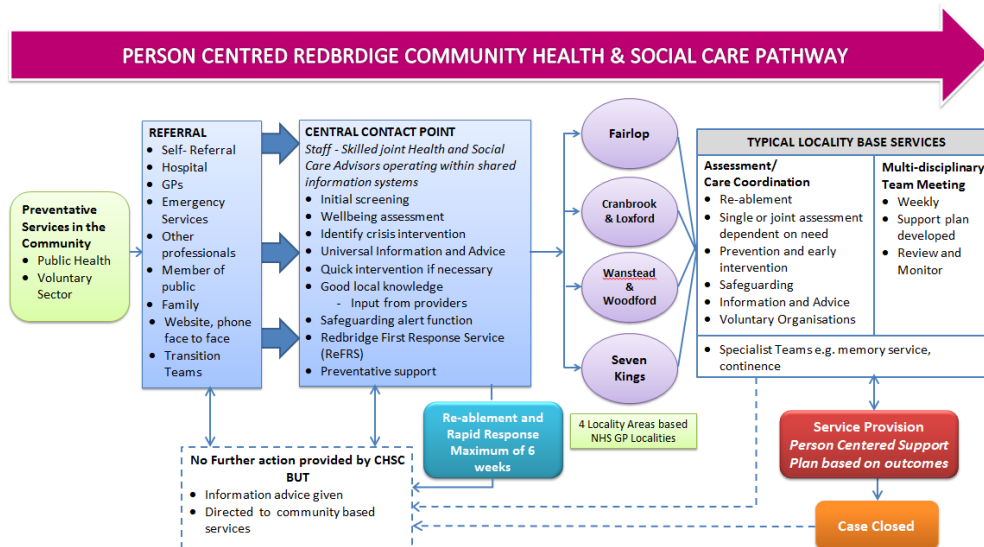 PERSON CENTRED REDBRDIGE COMMUNITY HEALTH & SOCIAL CARE PATHWAY
Preventative
Services in the
Community
• Public Health
• Voluntary
Sector
REFERRAL
• Self- Referral
• Hospital
• GPs
• Emergency
Services
• Other
professionals
• Member of
public
• Family
• Website, phone
face to face
• Transition
Teams
CENTRAL CONTACT POINT
Staff - Skilled joint Health and Social
Care Advisors operating within shared
information systems
• Initial screening
• Wellbeing assessment
• Identify crisis intervention
• Universal Information and Advice
• Quick intervention if necessary
• Good local knowledge
- Input from providers
• Safeguarding alert function
• Redbridge First Response Service
(ReFRS)
• Preventative support
Fairlop
Cranbrook
& Loxford
Wanstead
&
Woodford
Seven
Kings
TYPICAL LOCALITY BASE SERVICES
Assessment/
Care Coordination
• Re-ablement
• Single or joint assessment
dependent on need
• Prevention and early
intervention
• Safeguarding
• Information and Advice
• Voluntary Organisations
Multi-disciplinary
Team Meeting
• Weekly
• Support plan
developed
• Review and
Monitor
• Specialist Teams e.g. memory service,
continence
Re-ablement and
Rapid Response
Maximum of 6
weeks
4 Locality Areas based
NHS GP Localities
Service Provision
Person Centered Support
Plan based on outcomes
No Further action provided by CHSC
BUT
• Information advice given
• Directed to community based
services
Case Closed